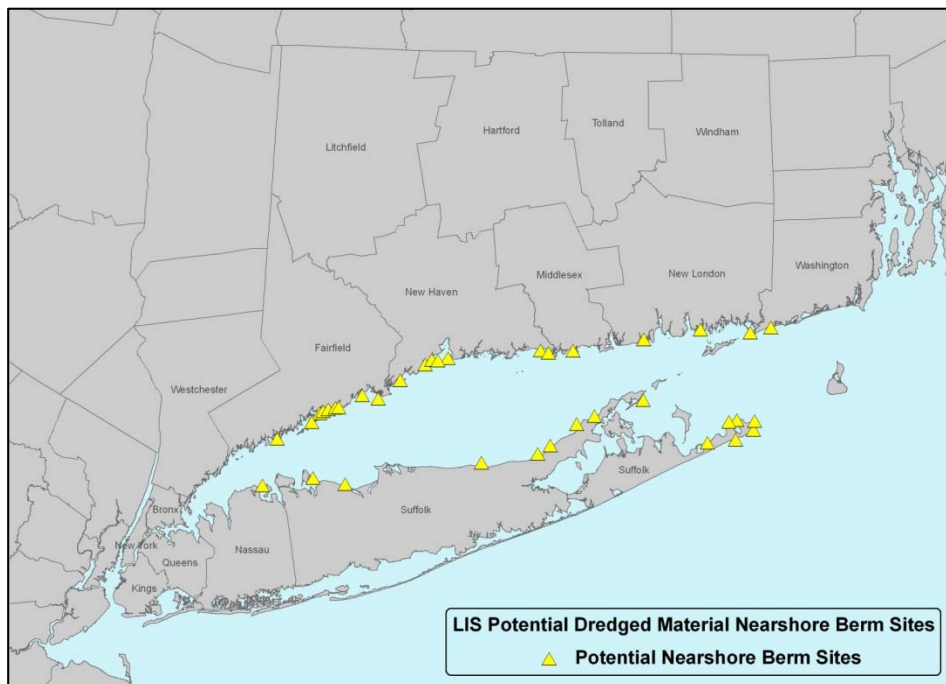 Litchfield
Hartford
Tolland
Windham
Middlesex
New London
Washington
New Haven
Fairfield
Westchester
Suffolk
Bronx
Suffolk
New York
Queens
Nassau
Kings
LIS Potential Dredged Material Nearshore Berm Sites
Potential Nearshore Berm Sites